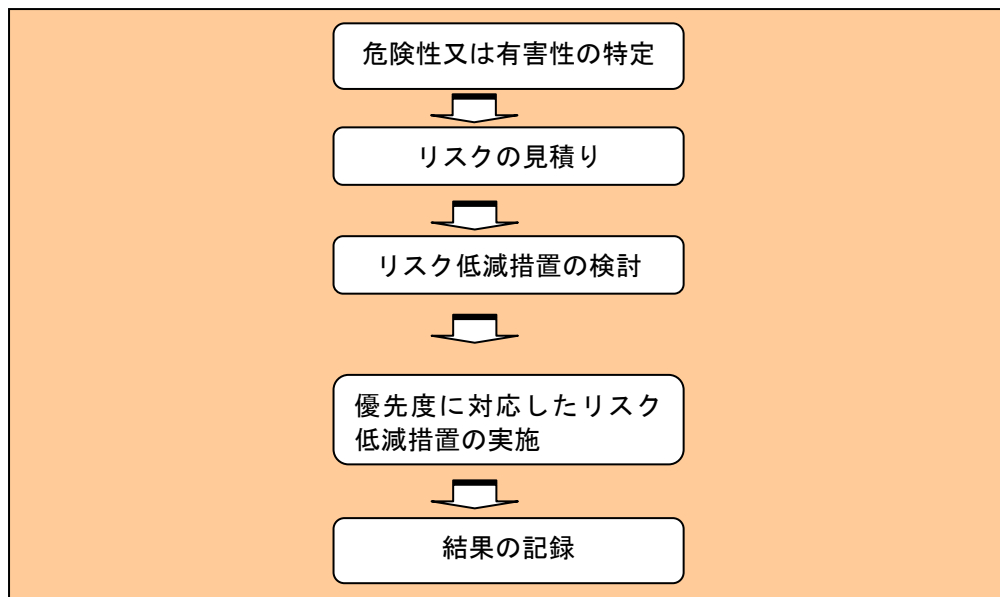 危険性又は有害性の特定
リスクの見積り
リスク低減措置の検討
優先度に対応したリスク
低減措置の実施
結果の記録